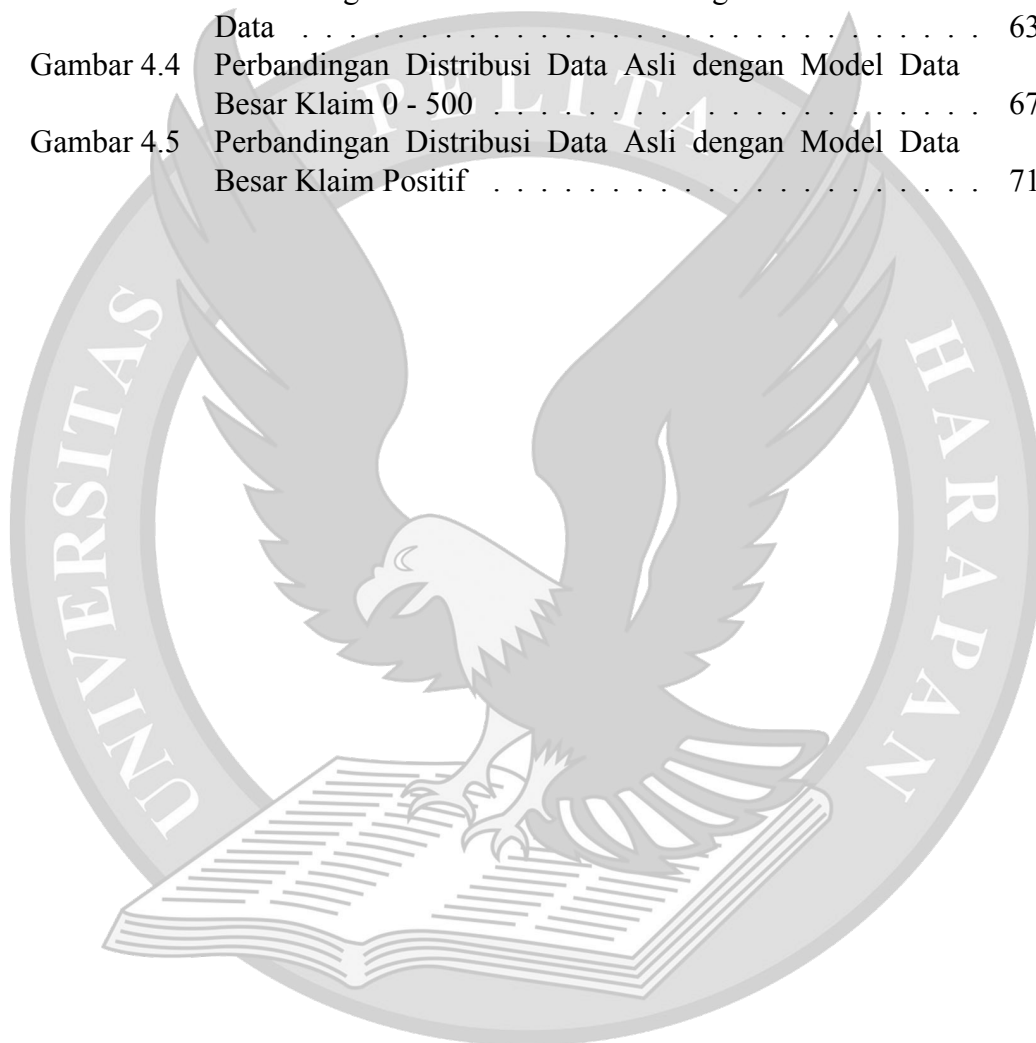 Data . . . . . . . . . . . . . . . . . . . . . . . . . . . . . 63
Gambar 4.4 Perbandingan Distribusi Data Asli dengan Model Data
Besar Klaim 0 - 500 . . . . . . . . . . . . . . . . . . . . . 67
Gambar 4.5 Perbandingan Distribusi Data Asli dengan Model Data
Besar Klaim Positif . . . . . . . . . . . . . . . . . . . . . 71
UNIVERSITAS PELITA HARAPAN